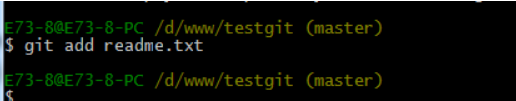 E73-8@E73-8-PC /d/www/testgit (master)
$ git add readme.txt
E73-8@E73-8-PC /d/www/testgit (master)
$